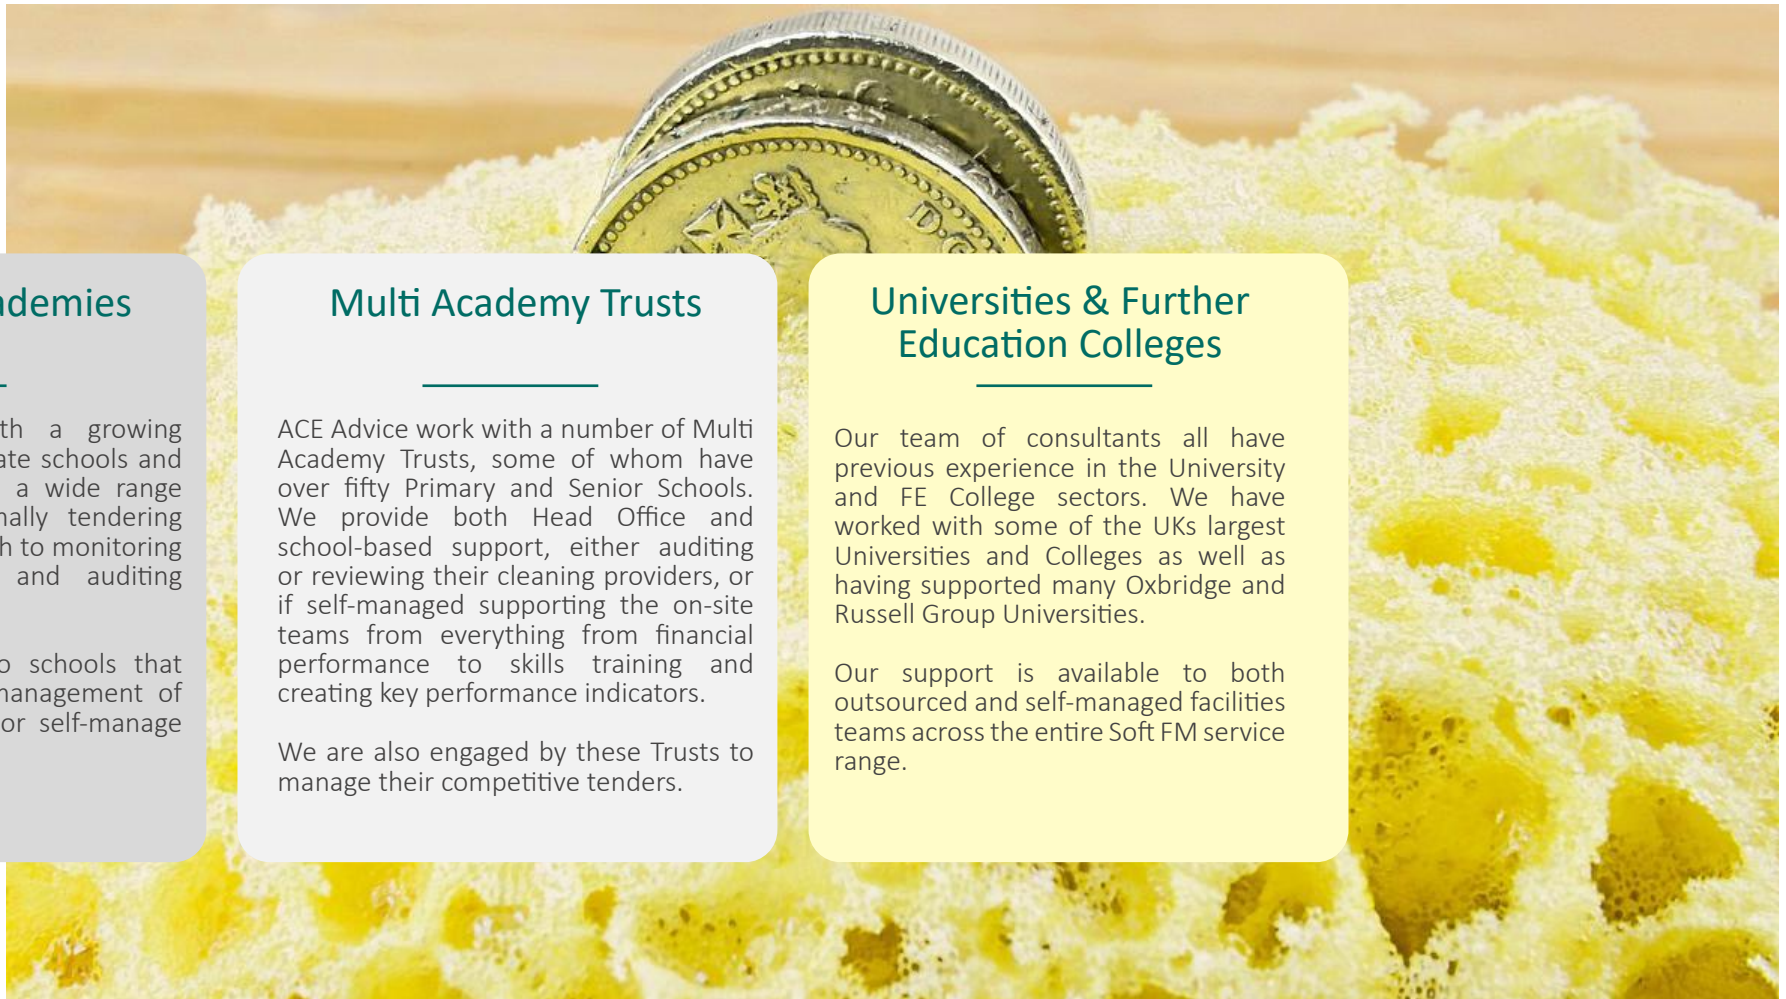 ademies
th a growing
ate schools and
a wide range
nally tendering
h to monitoring
and auditing
o schools that
management of
or self-manage
Multi Academy Trusts
ACE Advice work with a number of Multi
Academy Trusts, some of whom have
over fifty Primary and Senior Schools.
We provide both Head Office and
school-based support, either auditing
or reviewing their cleaning providers, or
if self-managed supporting the on-site
teams from everything from financial
performance to skills training and
creating key performance indicators.
We are also engaged by these Trusts to
manage their competitive tenders.
Universities & Further
Education Colleges
Our team of consultants all have
previous experience in the University
and FE College sectors. We have
worked with some of the UKs largest
Universities and Colleges as well as
having supported many Oxbridge and
Russell Group Universities.
Our support is available to both
outsourced and self-managed facilities
teams across the entire Soft FM service
range.
D·G